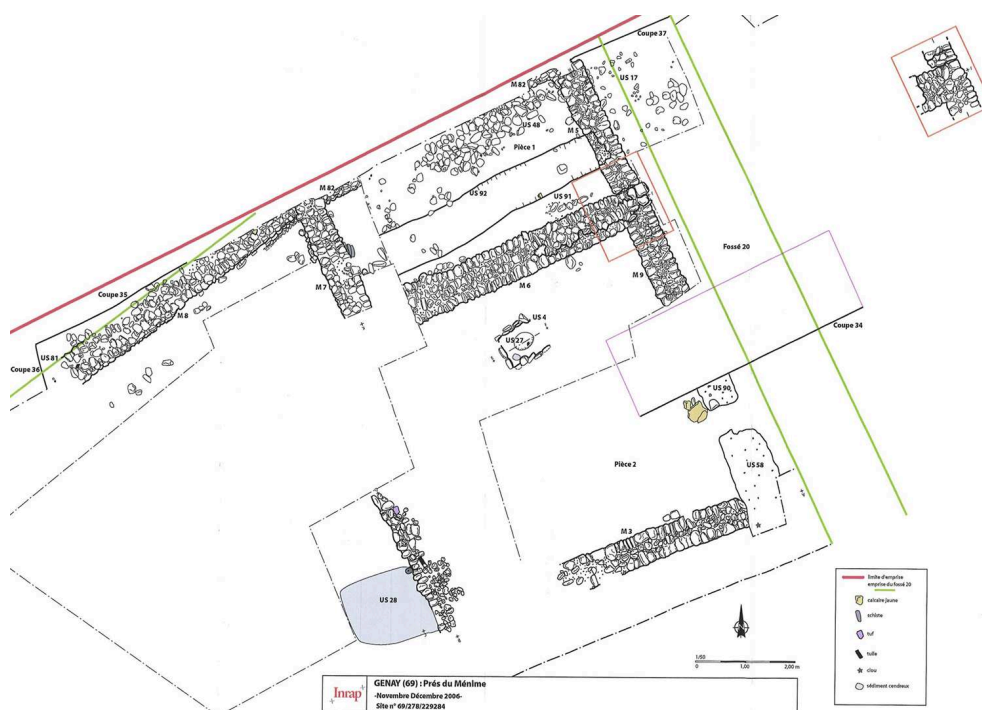 Coupe 37
US 17
M 82
US 48
M 5
Pièce 1
M 82
US 92
US 91
Fossé 20
M 9
M 6
M 7
Coupe 35
M 8
US 4
US 27
Coupe 34
US 81
Coupe 36
US 90
Pièce 2
US 58
M 3
US 28
limite d'emprise
emprise du fossé 20
calcaire jaune
schiste
tuf
tuile
clou
sédiment cendreux
1/50
0 1,00 2,00 m
Inrap
GENAY (69) : Prés du Ménime
-Novembre Décembre 2006-
Site n° 69/278/229284